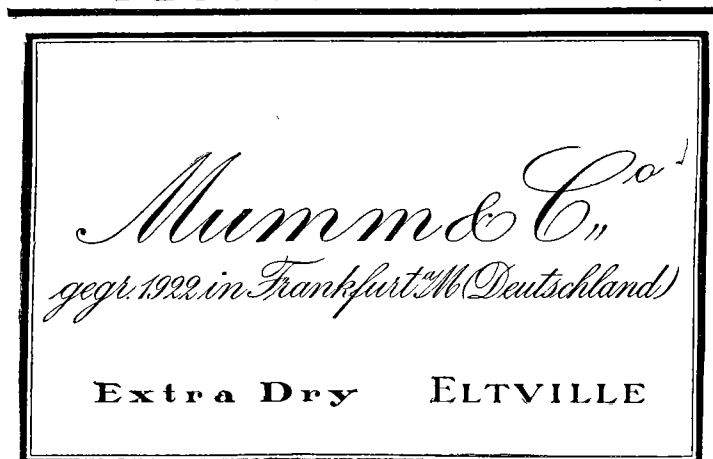 Mumm & Co
gegr. 1922 in Frankfurt a/M (Deutschland)
Extra Dry ELTVILLE